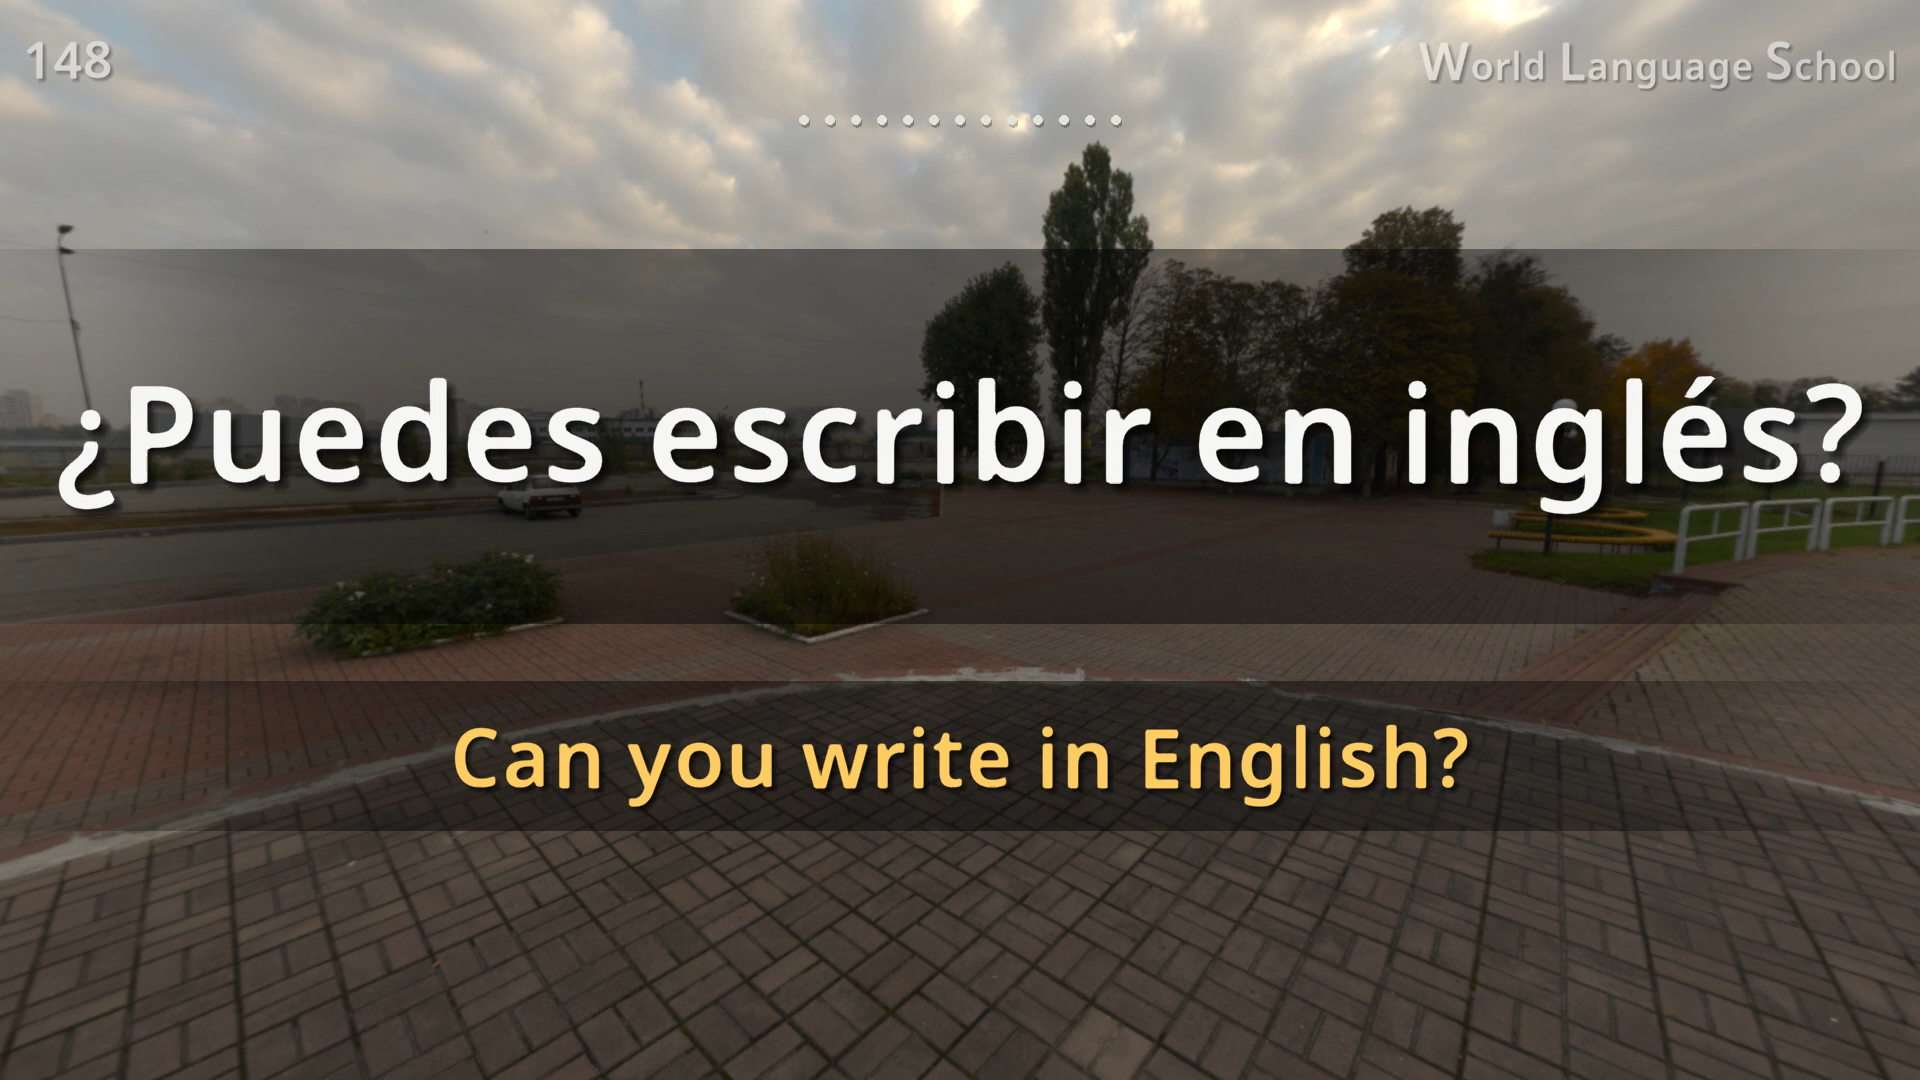 148
World Language School
¿Puedes escribir en inglés?
Can you write in English?